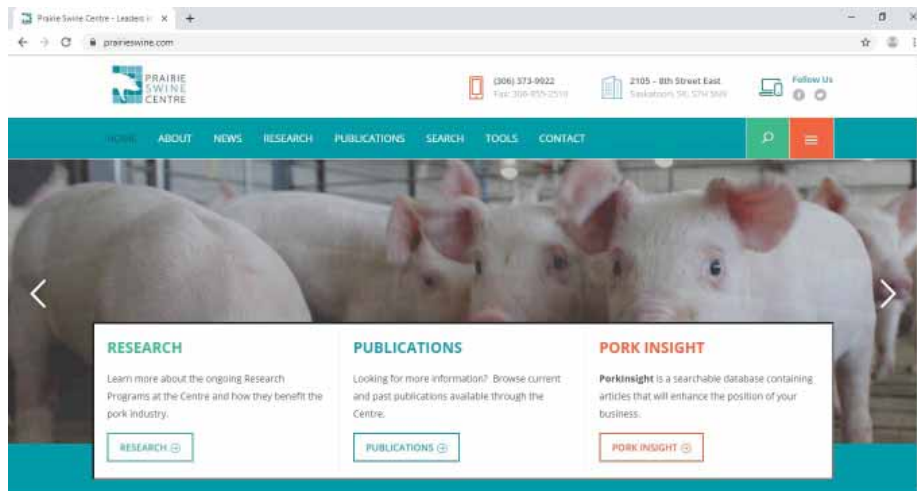 Prairie Swine Centre - Leaders i
prairieswine.com
PRAIRIE
SWINE
CENTRE
(306) 373-9922
2105 - 8th Street East
Follow Us
HOME ABOUT NEWS RESEARCH PUBLICATIONS SEARCH TOOLS CONTACT
RESEARCH
Learn more about the ongoing Research
Programs at the Centre and how they benefit the
pork industry.
RESEARCH
PUBLICATIONS
Looking for more information? Browse current
and past publications available through the
Centre.
PUBLICATIONS
PORK INSIGHT
PorkInsight is a searchable database containing
articles that will enhance the position of your
business.
PORK INSIGHT